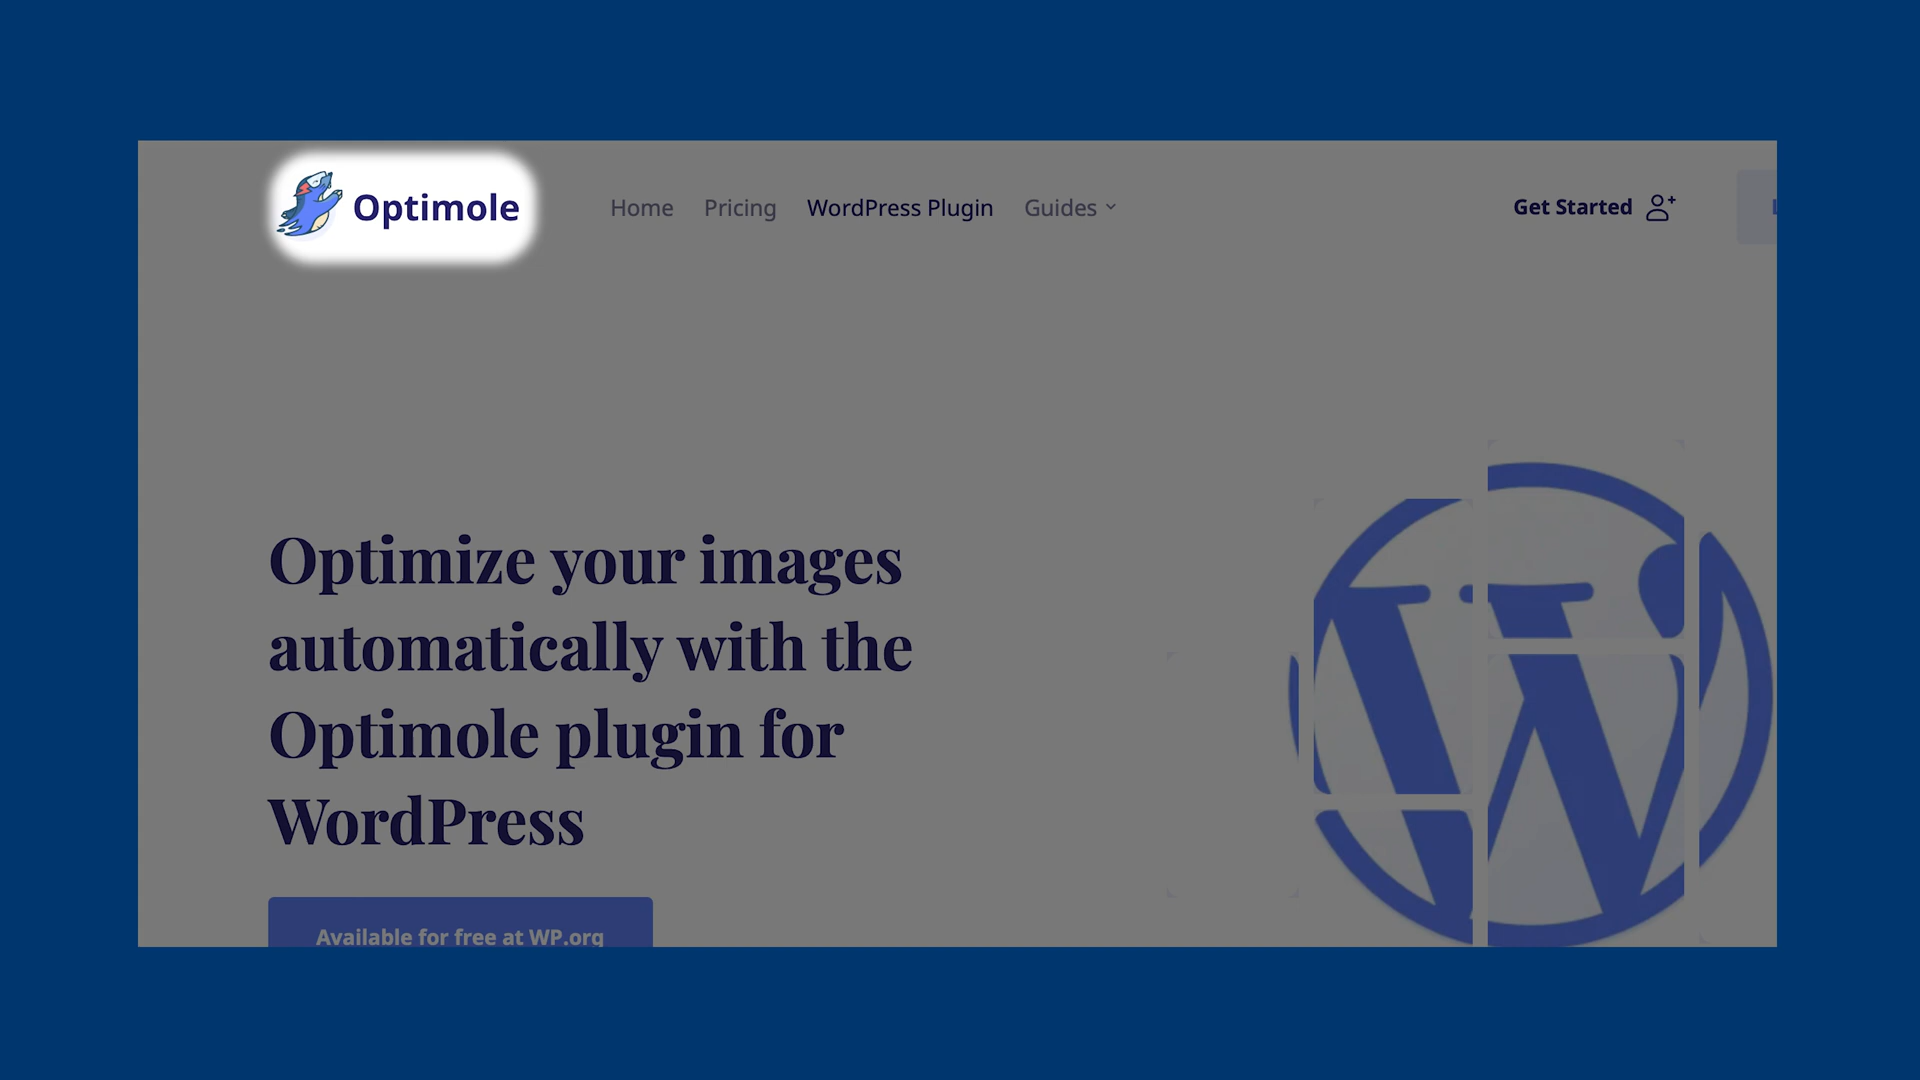 Optimole
Home Pricing WordPress Plugin Guides
Get Started
Optimize your images
automatically with the
Optimole plugin for
WordPress
Available for free at WP.org